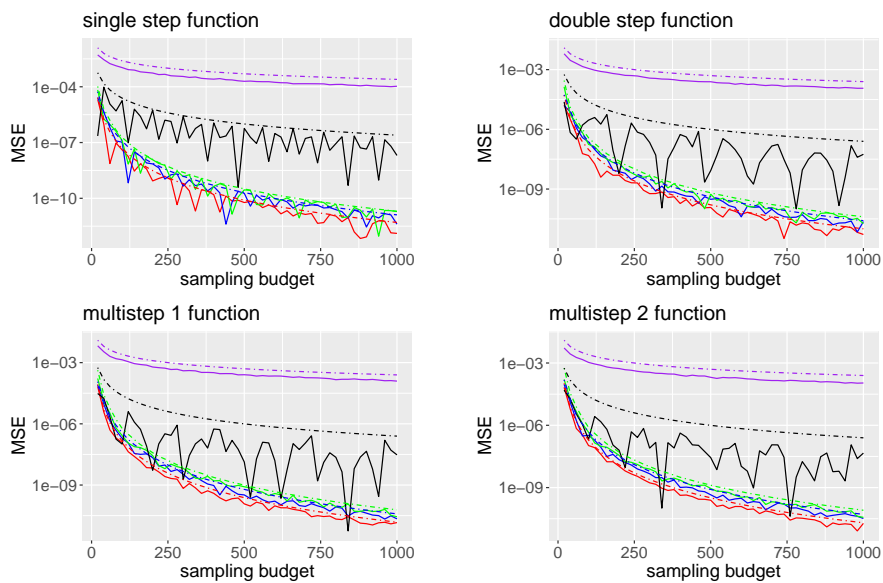 single step function
MSE
1e−04
1e−07
1e−10
0
250
500
750
1000
sampling budget
double step function
MSE
1e−03
1e−06
1e−09
0
250
500
750
1000
sampling budget
multistep 1 function
MSE
1e−03
1e−06
1e−09
0
250
500
750
1000
sampling budget
multistep 2 function
MSE
1e−03
1e−06
1e−09
0
250
500
750
1000
sampling budget